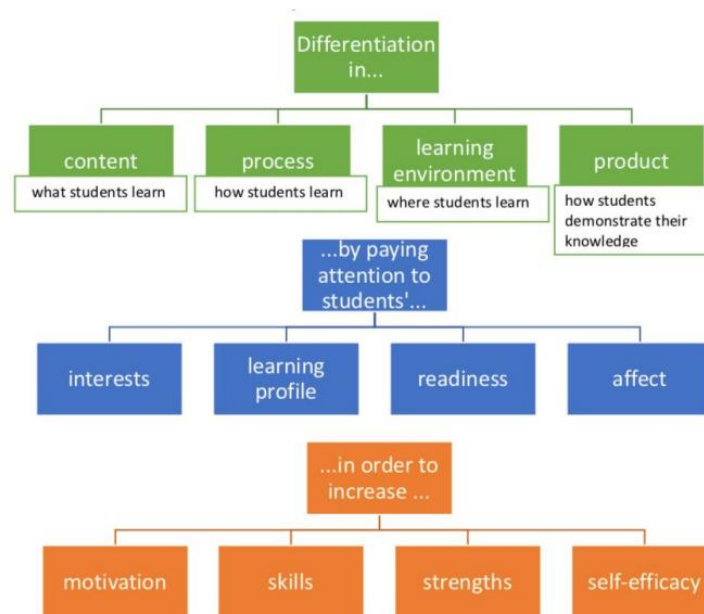 Differentiation
in...
content
what students learn
process
how students learn
learning
environment
where students learn
product
how students
demonstrate their
knowledge
...by paying
attention to
students'...
interests
learning
profile
readiness
affect
...in order to
increase ...
motivation
skills
strengths
self-efficacy